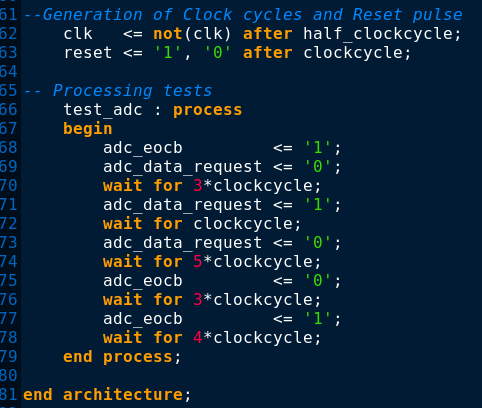 61 --Generation of Clock cycles and Reset pulse
62     clk   <= not(clk) after half_clockcycle;
63     reset <= '1', '0' after clockcycle;
64
65 -- Processing tests
66     test_adc : process
67     begin
68         adc_eocb         <= '1';
69         adc_data_request <= '0';
70         wait for 3*clockcycle;
71         adc_data_request <= '1';
72         wait for clockcycle;
73         adc_data_request <= '0';
74         wait for 5*clockcycle;
75         adc_eocb         <= '0';
76         wait for 3*clockcycle;
77         adc_eocb         <= '1';
78         wait for 4*clockcycle;
79     end process;
80
81 end architecture;